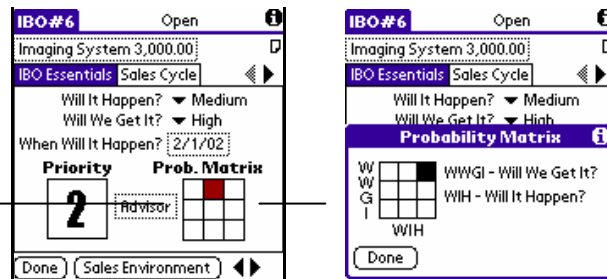 IBO#6 Open
Imaging System 3,000.00
IBO Essentials Sales Cycle
Will It Happen? Medium
Will We Get It? High
When Will It Happen? 2/1/02
Priority Prob. Matrix
2 Advisor
Done Sales Environment
IBO#6 Open
Imaging System 3,000.00
IBO Essentials Sales Cycle
Will It Happen? Medium
Will We Get It? High
Probability Matrix
WWGI WWGI - Will We Get It?
WIH - Will It Happen?
WIH
Done